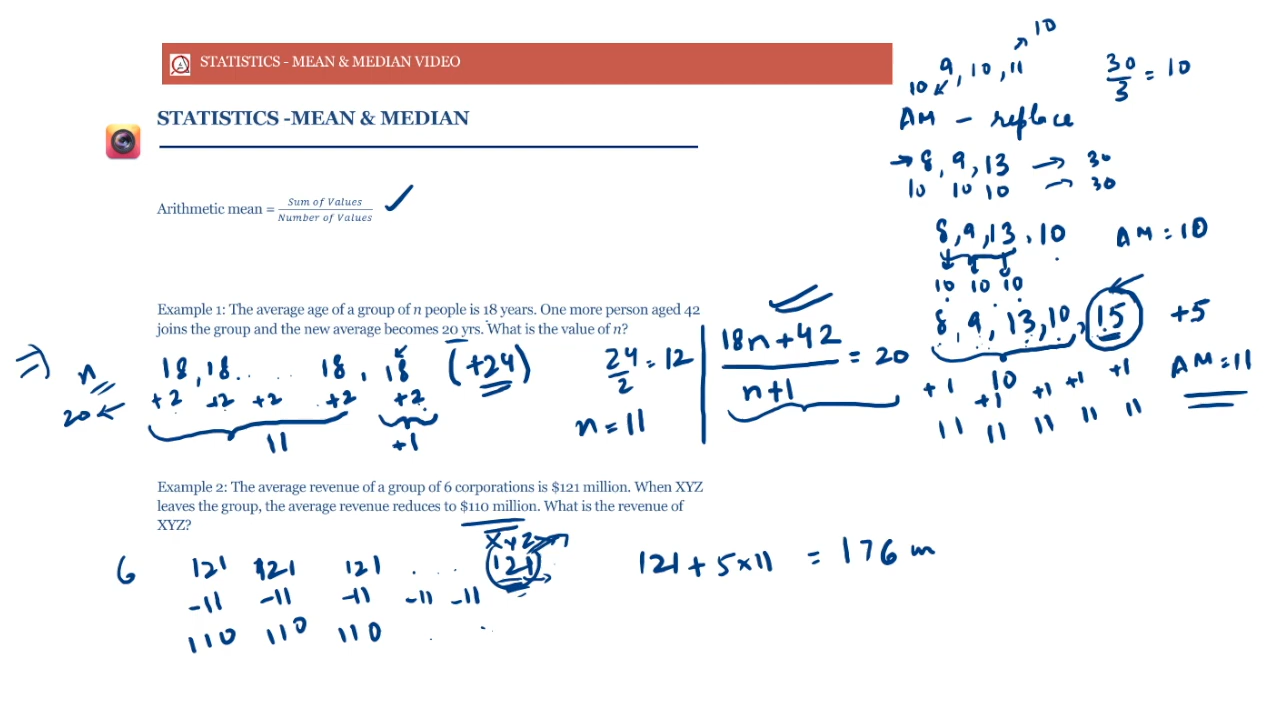 STATISTICS - MEAN & MEDIAN VIDEO
STATISTICS -MEAN & MEDIAN
Arithmetic mean = Sum of Values / Number of Values
10
9, 10, 11
10
30/3 = 10
AM - replace
8, 9, 13 → 30
10 10 10 → 30
8, 9, 13, 10 AM = 10
10 10 10
8, 9, 13, 10, 15 +5
10
+1 +1 +1 +1 +1 AM = 11
11 11 11 11 11
Example 1: The average age of a group of n people is 18 years. One more person aged 42
joins the group and the new average becomes 20 yrs. What is the value of n?
n 18, 18 . . . . 18, 18 (+24)
20 ← +2 +2 +2 +2 +2
11 +1
24/2 = 12
n = 11
18n + 42 / n + 1 = 20
Example 2: The average revenue of a group of 6 corporations is $121 million. When XYZ
leaves the group, the average revenue reduces to $110 million. What is the revenue of
XYZ?
XYZ
6 121 121 121 . . . 121
-11 -11 -11 -11 -11
110 110 110 . .
121 + 5 × 11 = 176 m